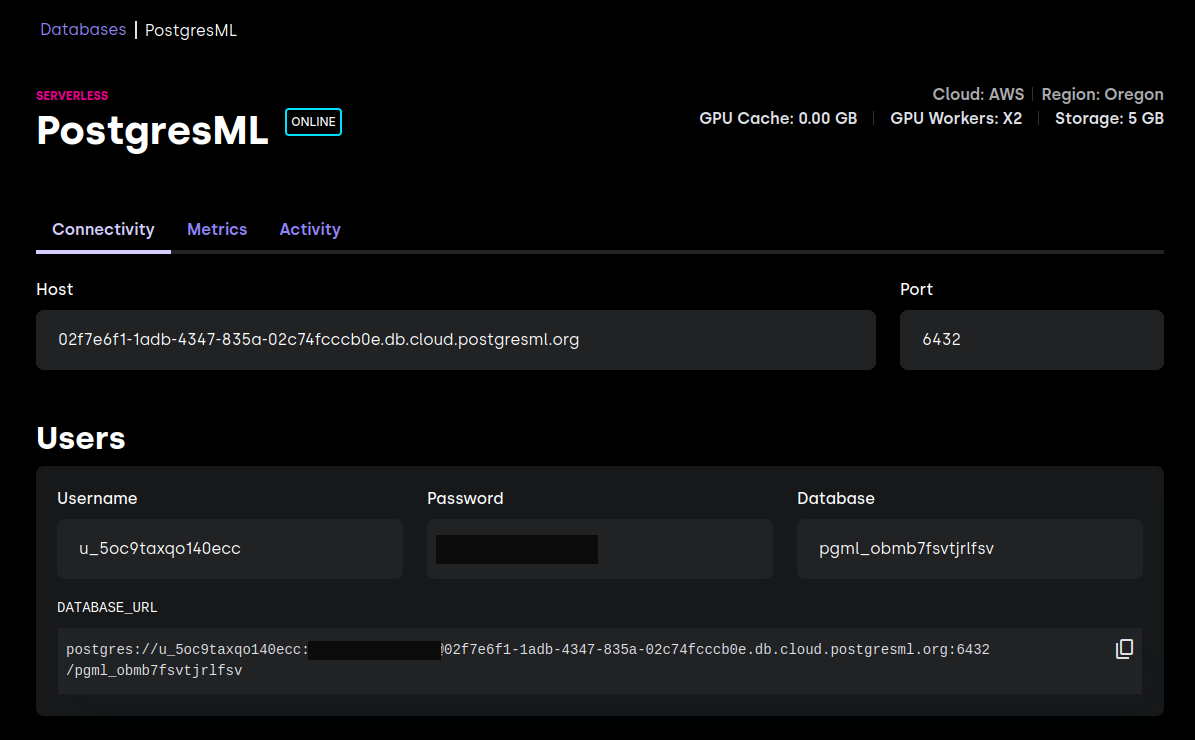 Databases | PostgresML
SERVERLESS
PostgresML ONLINE
Cloud: AWS | Region: Oregon
GPU Cache: 0.00 GB | GPU Workers: X2 | Storage: 5 GB
Connectivity Metrics Activity
Host Port
02f7e6f1-1adb-4347-835a-02c74fcccb0e.db.cloud.postgresml.org 6432
Users
Username Password Database
u_5oc9taxqo140ecc pgml_obmb7fsvtjrlfsv
DATABASE_URL
postgres://u_5oc9taxqo140ecc: @02f7e6f1-1adb-4347-835a-02c74fcccb0e.db.cloud.postgresml.org:6432
/pgml_obmb7fsvtjrlfsv